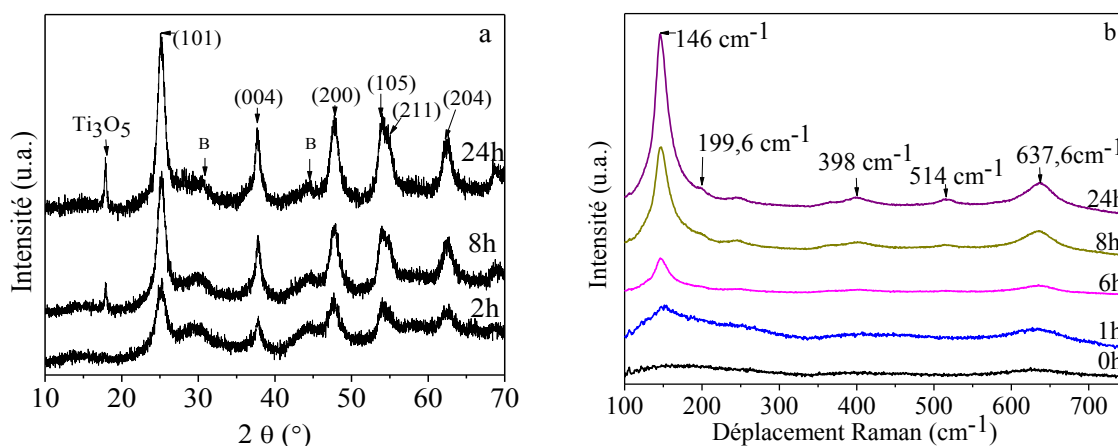 a
(101)
Ti₃O₅
B
(004)
B
(200)
(105)
(211)
(204)
24h
8h
2h
Intensité (u.a.)
10 20 30 40 50 60 70
2 θ (°)
b
146 cm⁻¹
199,6 cm⁻¹
398 cm⁻¹
514 cm⁻¹
637,6cm⁻¹
24h
8h
6h
1h
0h
Intensité (u.a.)
100 200 300 400 500 600 700
Déplacement Raman (cm⁻¹)